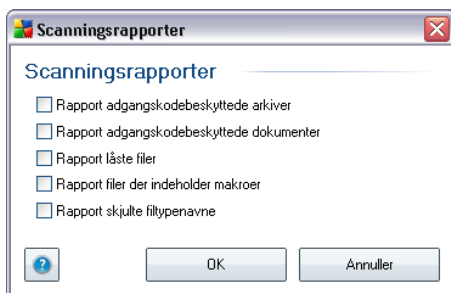 Scanningsrapporter
Scanningsrapporter
Rapport adgangskodebeskyttede arkiver
Rapport adgangskodebeskyttede dokumenter
Rapport låste filer
Rapport filer der indeholder makroer
Rapport skjulte filtypenavne
?
OK
Annuller